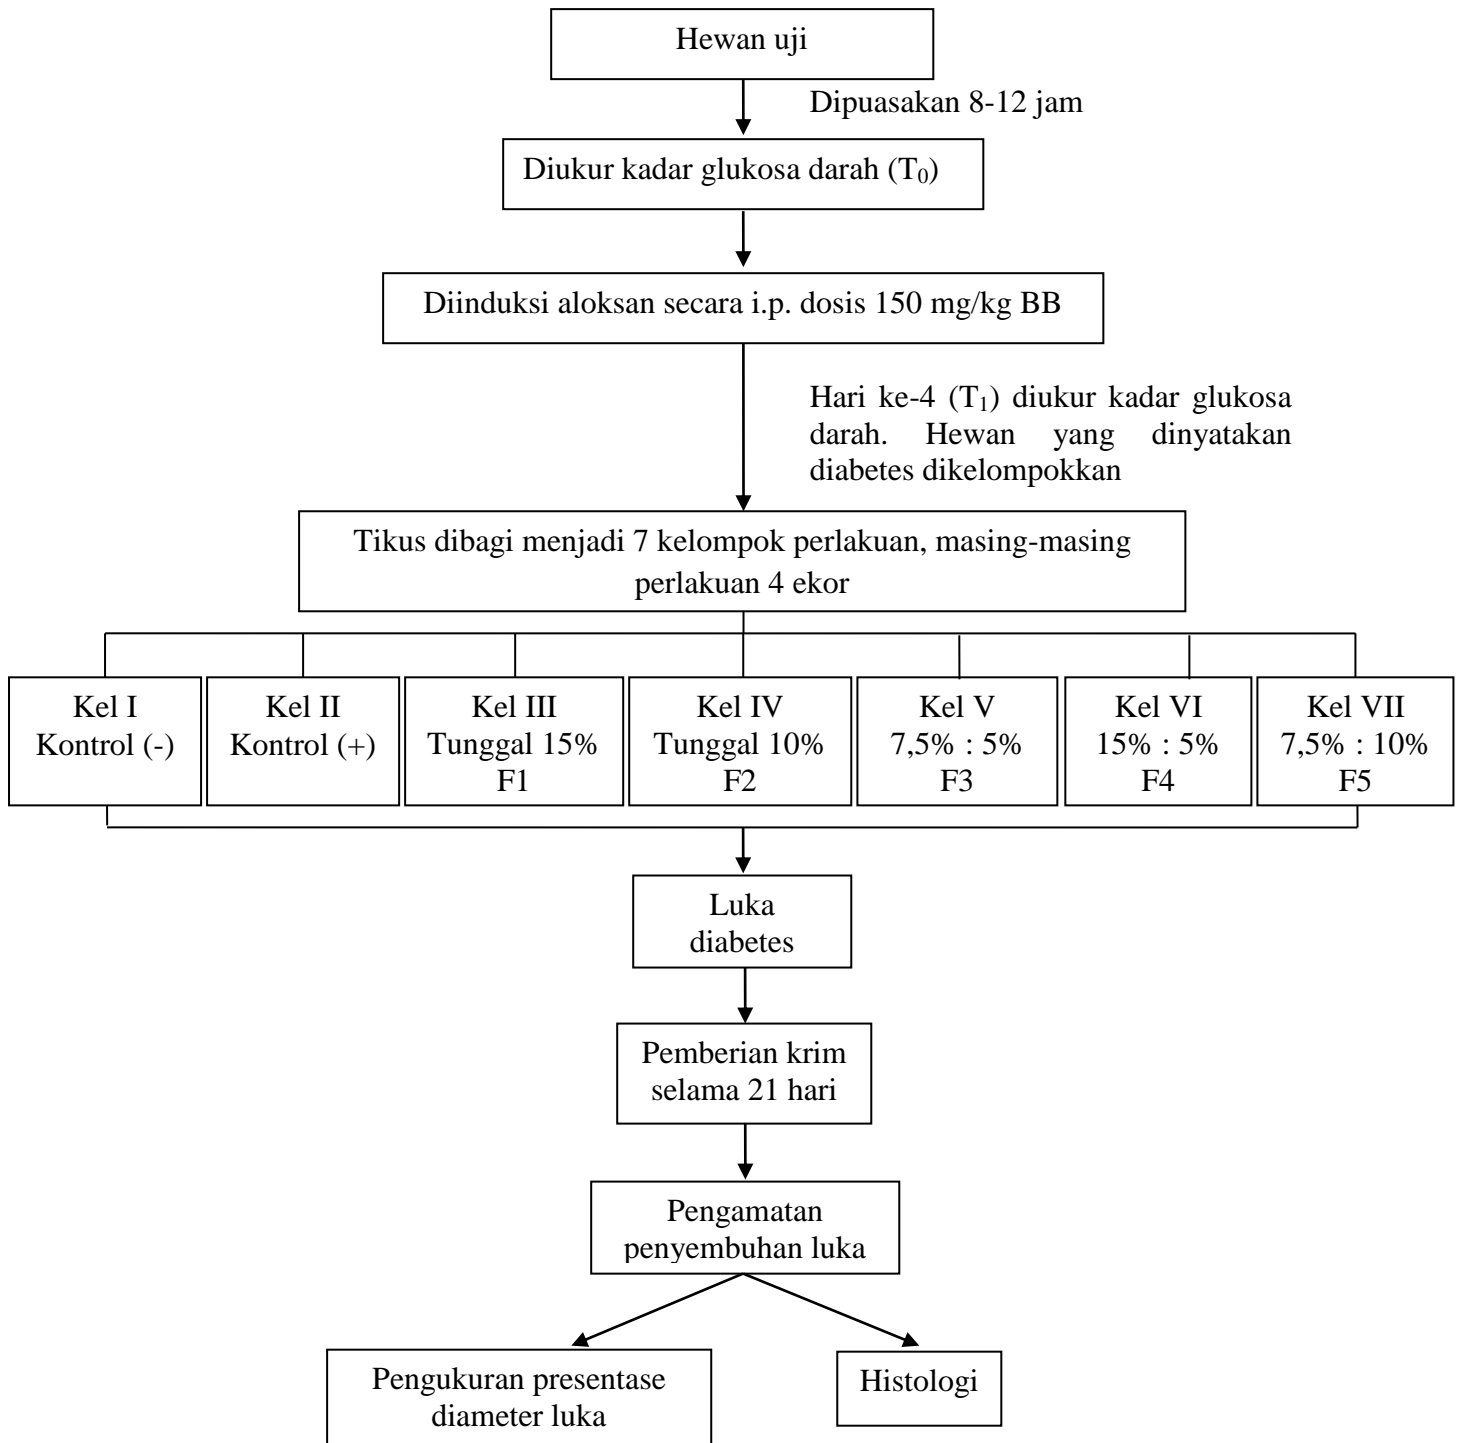 Hewan uji
Dipuasakan 8-12 jam
Diukur kadar glukosa darah (T₀)
Diinduksi aloksan secara i.p. dosis 150 mg/kg BB
Hari ke-4 (T₁) diukur kadar glukosa
darah. Hewan yang dinyatakan
diabetes dikelompokkan
Tikus dibagi menjadi 7 kelompok perlakuan, masing-masing
perlakuan 4 ekor
Kel I
Kontrol (-)
Kel II
Kontrol (+)
Kel III
Tunggal 15%
F1
Kel IV
Tunggal 10%
F2
Kel V
7,5% : 5%
F3
Kel VI
15% : 5%
F4
Kel VII
7,5% : 10%
F5
Luka
diabetes
Pemberian krim
selama 21 hari
Pengamatan
penyembuhan luka
Pengukuran presentase
diameter luka
Histologi